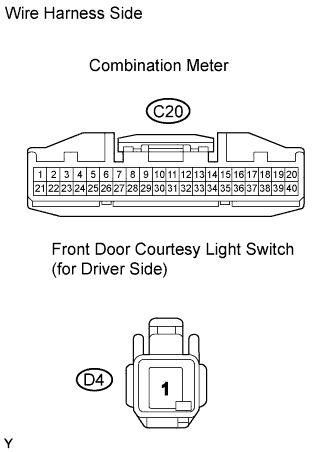 Wire Harness Side
Combination Meter
C20
1 2 3 4 5 6 7 8 9 10 11 12 13 14 15 16 17 18 19 20
21 22 23 24 25 26 27 28 29 30 31 32 33 34 35 36 37 38 39 40
Front Door Courtesy Light Switch
(for Driver Side)
D4
1
Y